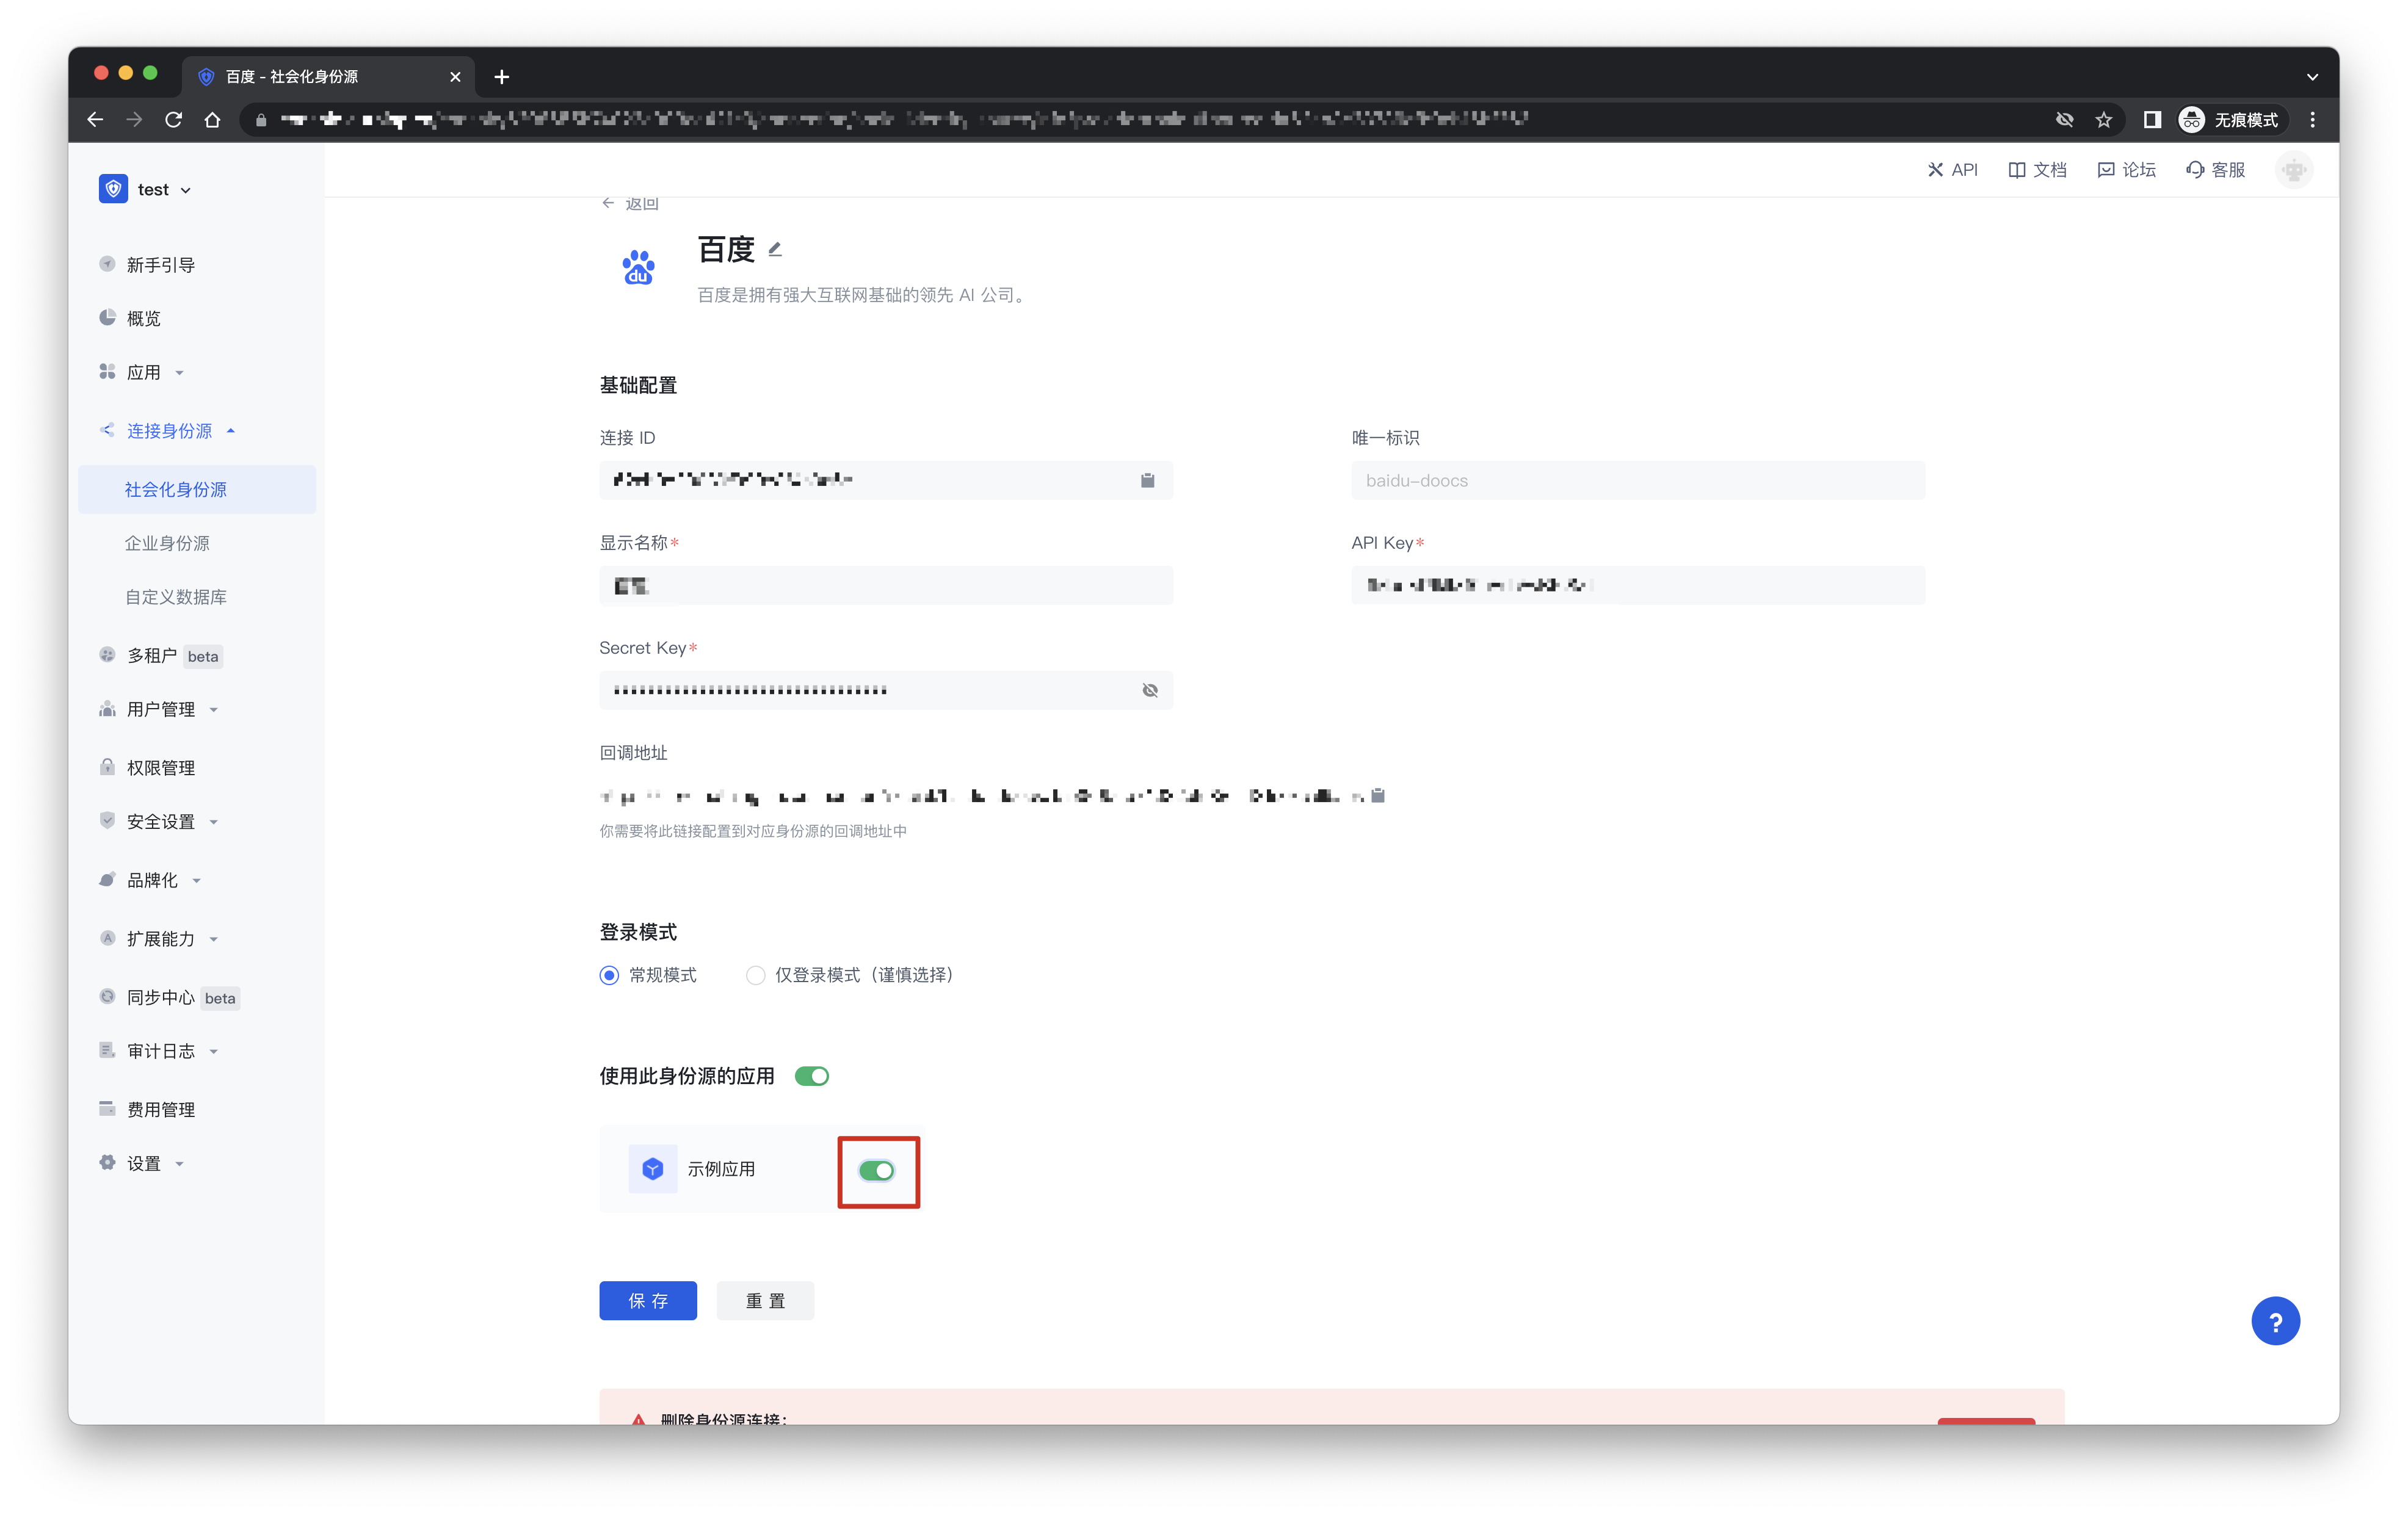 百度 - 社会化身份源
无痕模式
test
API
文档
论坛
客服
新手引导
概览
应用
连接身份源
社会化身份源
企业身份源
自定义数据库
多租户 beta
用户管理
权限管理
安全设置
品牌化
扩展能力
同步中心 beta
审计日志
费用管理
设置
返回
du
百度
百度是拥有强大互联网基础的领先 AI 公司。
基础配置
连接 ID
唯一标识
baidu-doocs
显示名称*
API Key*
Secret Key*
回调地址
你需要将此链接配置到对应身份源的回调地址中
登录模式
常规模式
仅登录模式（谨慎选择）
使用此身份源的应用
示例应用
保 存
重 置
?
删除身份源连接：